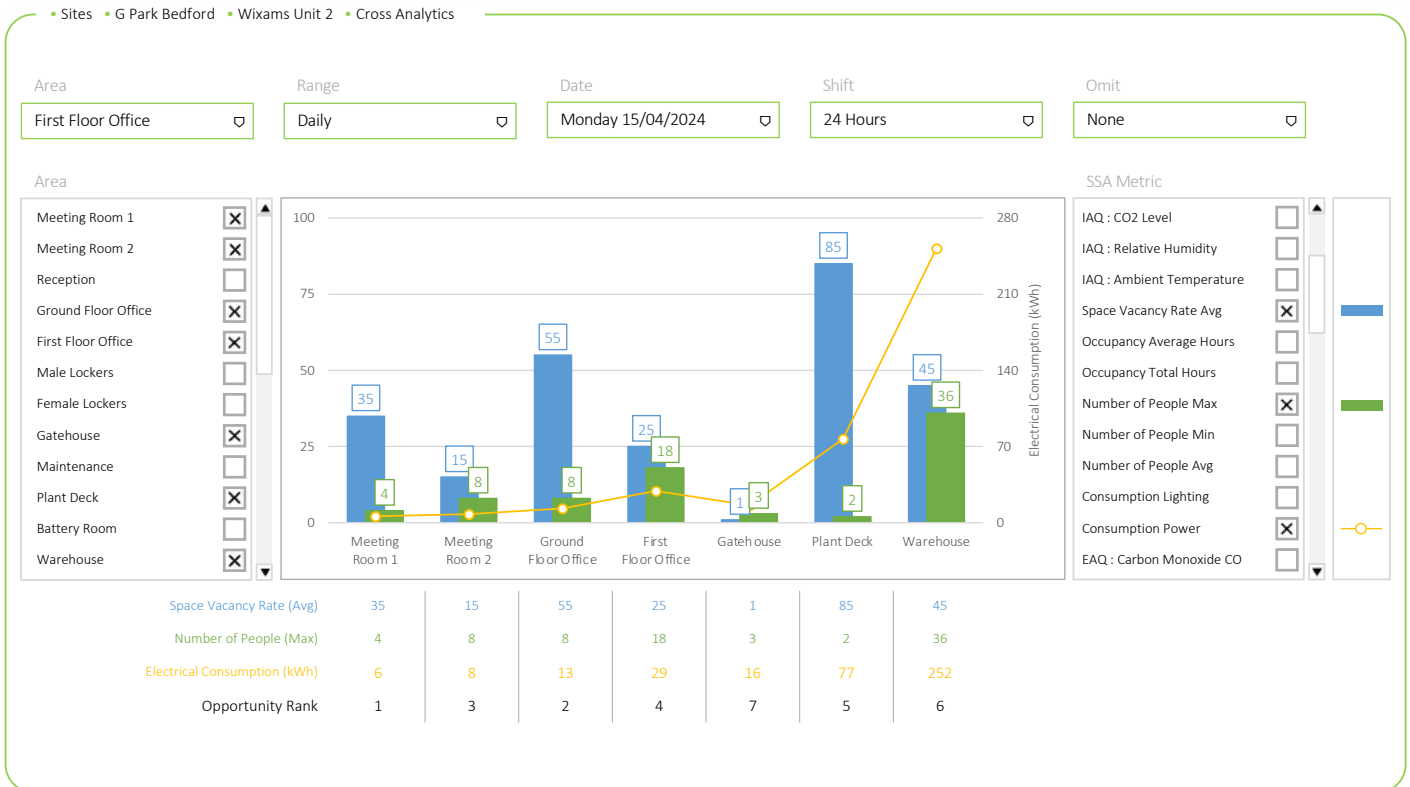 • Sites • G Park Bedford • Wixams Unit 2 • Cross Analytics
Area Range Date Shift Omit
First Floor Office Daily Monday 15/04/2024 24 Hours None
Area
Meeting Room 1
Meeting Room 2
Reception
Ground Floor Office
First Floor Office
Male Lockers
Female Lockers
Gatehouse
Maintenance
Plant Deck
Battery Room
Warehouse
100
75
50
25
0
35
4
15
8
55
8
25
18
1
3
85
2
45
36
280
210
140
70
0
Electrical Consumption (kWh)
Meeting
Room 1
Meeting
Room 2
Ground
Floor Office
First
Floor Office
Gatehouse
Plant Deck
Warehouse
SSA Metric
IAQ : CO2 Level
IAQ : Relative Humidity
IAQ : Ambient Temperature
Space Vacancy Rate Avg
Occupancy Average Hours
Occupancy Total Hours
Number of People Max
Number of People Min
Number of People Avg
Consumption Lighting
Consumption Power
EAQ : Carbon Monoxide CO
Space Vacancy Rate (Avg) 35 15 55 25 1 85 45
Number of People (Max) 4 8 8 18 3 2 36
Electrical Consumption (kWh) 6 8 13 29 16 77 252
Opportunity Rank 1 3 2 4 7 5 6